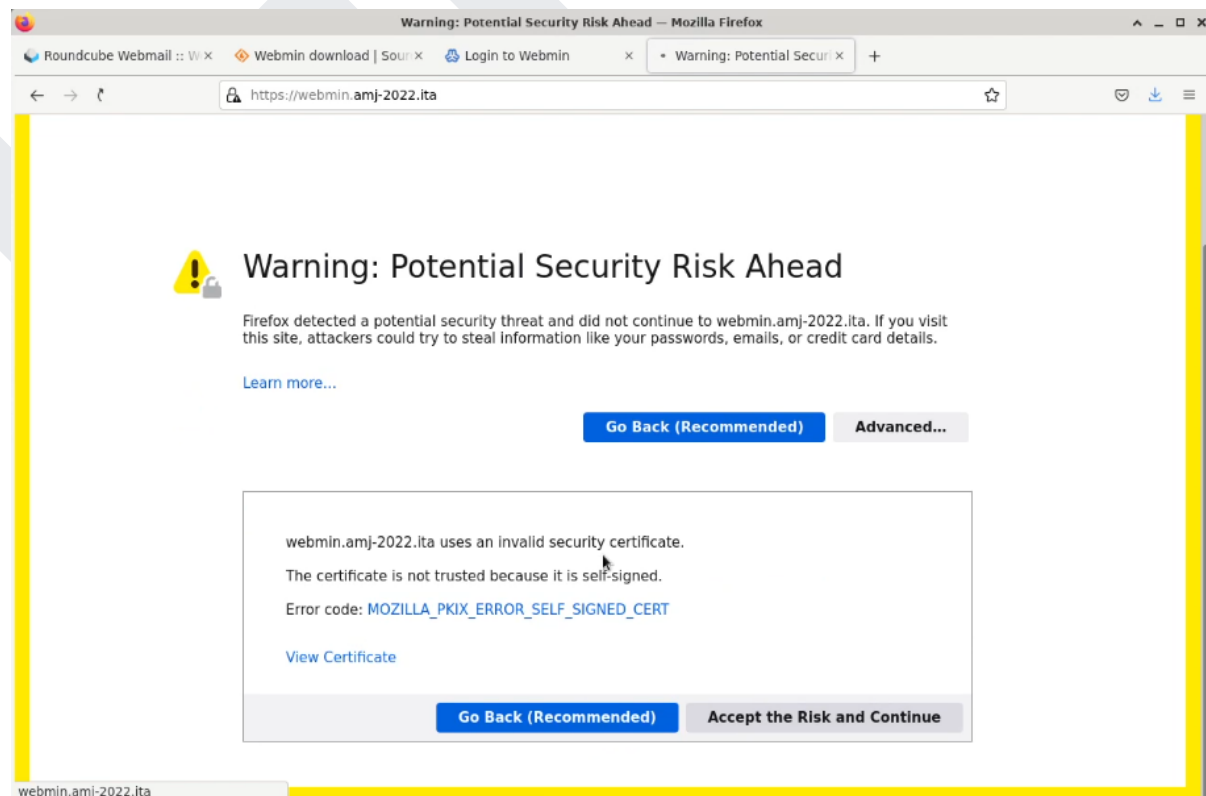 Warning: Potential Security Risk Ahead — Mozilla Firefox
Roundcube Webmail :: W
Webmin download | Sour
Login to Webmin
Warning: Potential Securi
https://webmin.amj-2022.ita
Warning: Potential Security Risk Ahead
Firefox detected a potential security threat and did not continue to webmin.amj-2022.ita. If you visit
this site, attackers could try to steal information like your passwords, emails, or credit card details.
Learn more...
Go Back (Recommended)
Advanced...
webmin.amj-2022.ita uses an invalid security certificate.
The certificate is not trusted because it is self-signed.
Error code: MOZILLA_PKIX_ERROR_SELF_SIGNED_CERT
View Certificate
Go Back (Recommended)
Accept the Risk and Continue
webmin.amj-2022.ita